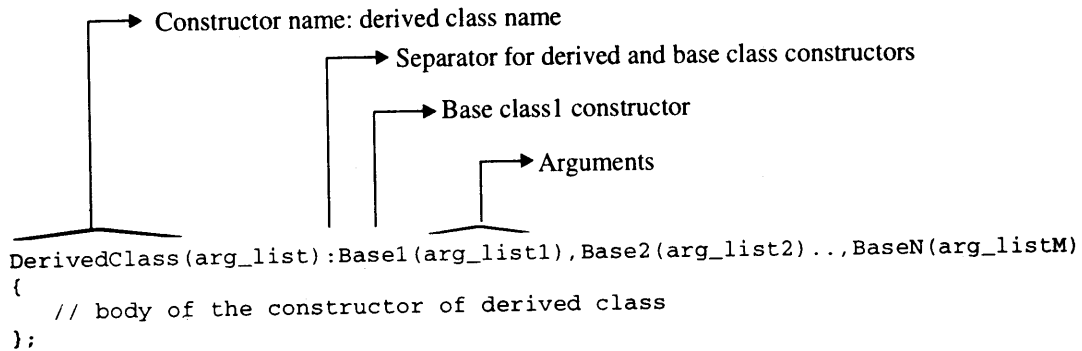 Constructor name: derived class name
Separator for derived and base class constructors
Base class1 constructor
Arguments
DerivedClass(arg_list):Base1(arg_list1),Base2(arg_list2)..,BaseN(arg_listM)
{
// body of the constructor of derived class
};